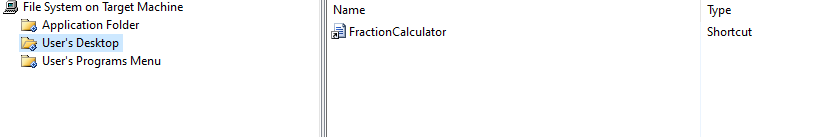 File System on Target Machine
Application Folder
User's Desktop
User's Programs Menu
Name Type
FractionCalculator Shortcut